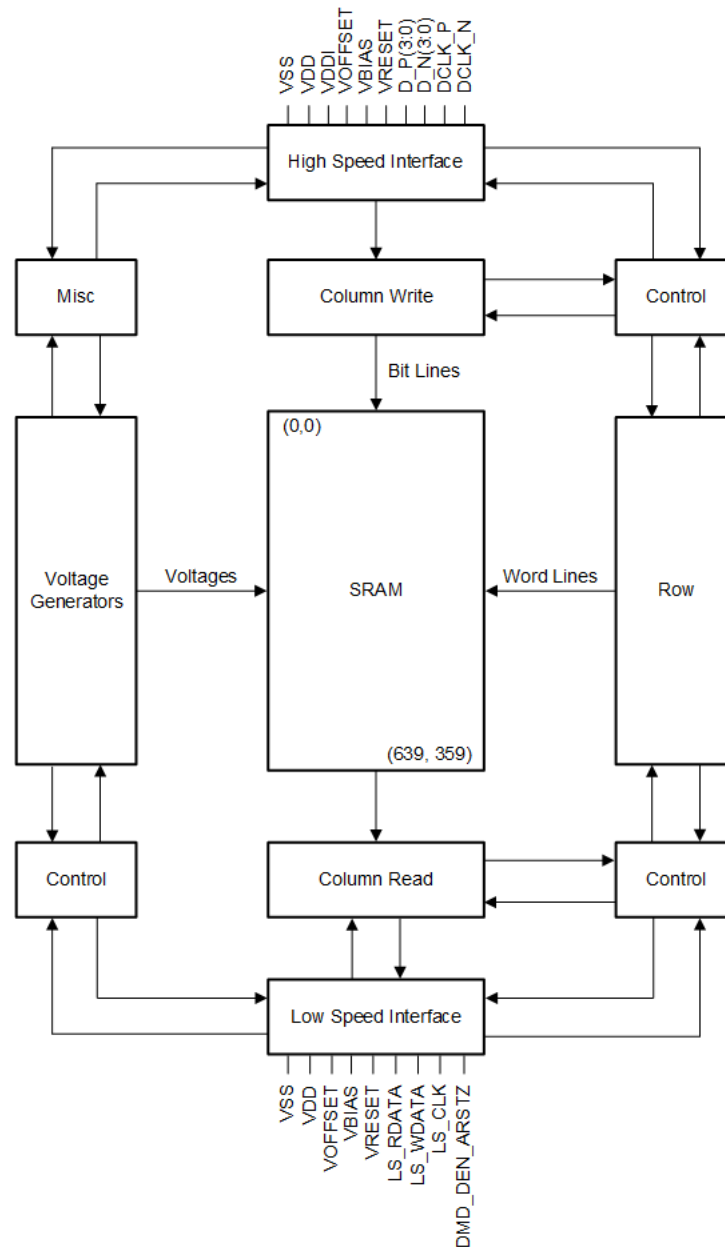 VSS
VDD
VDDI
VOFFSET
VBIAS
VRESET
D_P(3:0)
D_N(3:0)
DCLK_P
DCLK_N
High Speed Interface
Misc
Column Write
Control
Bit Lines
(0,0)
Voltage
Generators
Voltages
SRAM
Word Lines
Row
(639, 359)
Control
Column Read
Control
Low Speed Interface
VSS
VDD
VOFFSET
VBIAS
VRESET
LS_RDATA
LS_WDATA
LS_CLK
DMD_DEN_ARSTZ